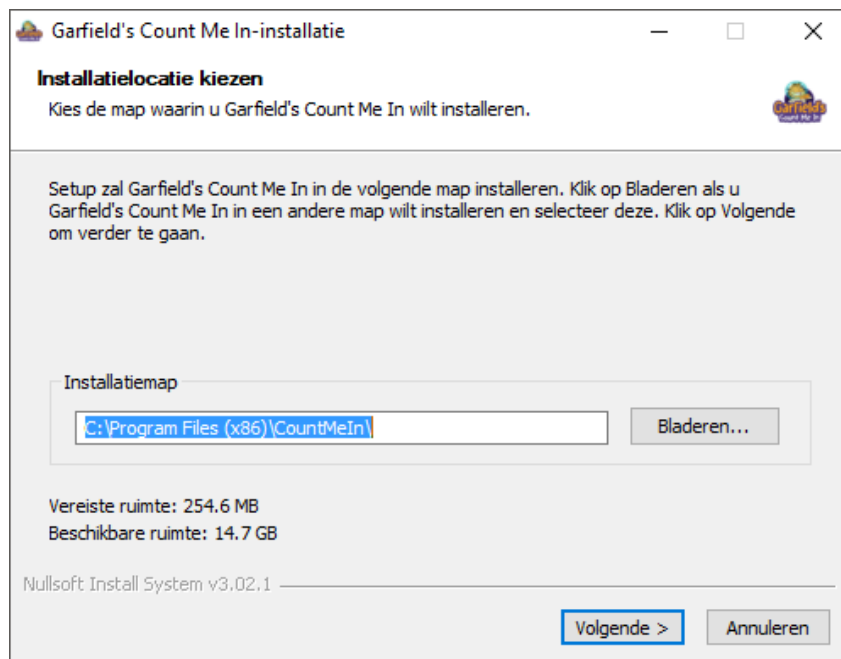 Garfield's Count Me In-installatie
Installatielocatie kiezen
Kies de map waarin u Garfield's Count Me In wilt installeren.
Garfield's
Count Me In
Setup zal Garfield's Count Me In in de volgende map installeren. Klik op Bladeren als u
Garfield's Count Me In in een andere map wilt installeren en selecteer deze. Klik op Volgende
om verder te gaan.
Installatiemap
C:\Program Files (x86)\CountMeIn\
Bladeren...
Vereiste ruimte: 254.6 MB
Beschikbare ruimte: 14.7 GB
Nullsoft Install System v3.02.1
Volgende >
Annuleren